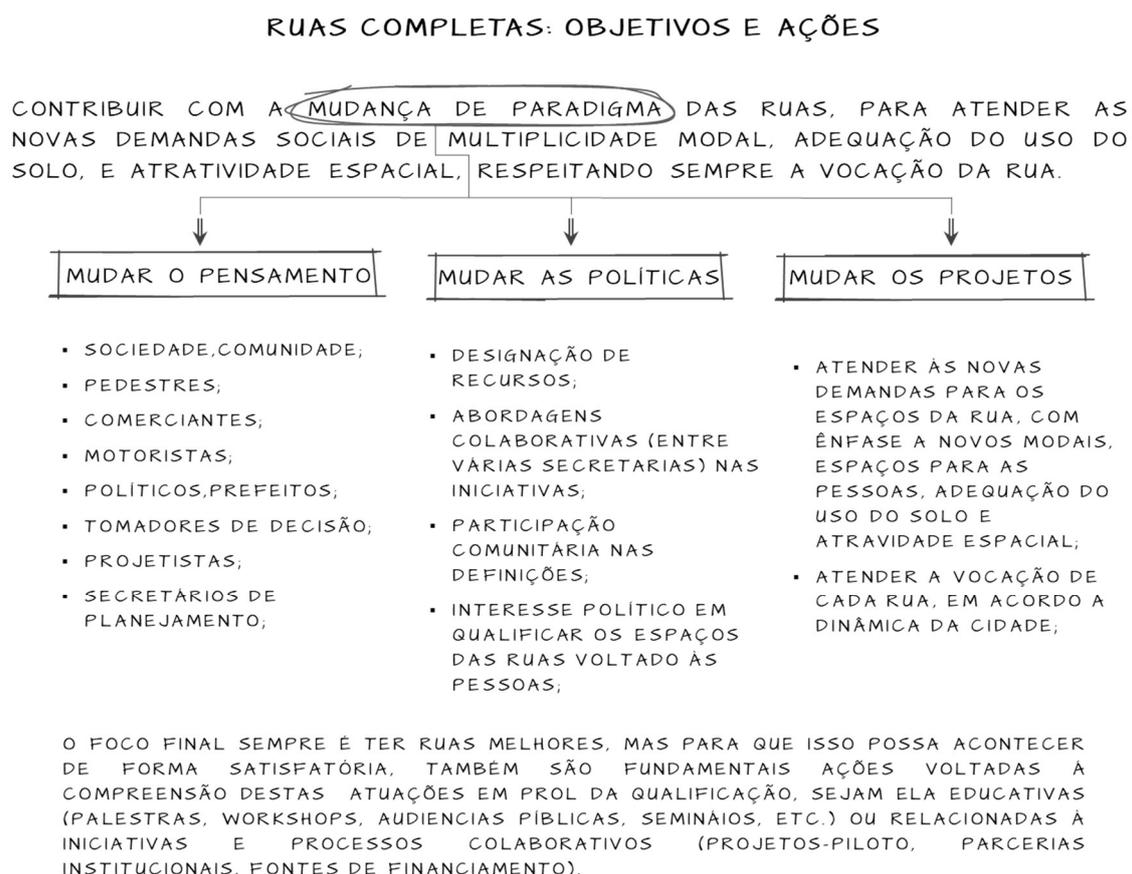 RUAS COMPLETAS: OBJETIVOS E AÇÕES
CONTRIBUIR COM A MUDANÇA DE PARADIGMA DAS RUAS, PARA ATENDER AS
NOVAS DEMANDAS SOCIAIS DE MULTIPLICIDADE MODAL, ADEQUAÇÃO DO USO DO
SOLO, E ATRATIVIDADE ESPACIAL, RESPEITANDO SEMPRE A VOCAÇÃO DA RUA.
MUDAR O PENSAMENTO
▪ SOCIEDADE,COMUNIDADE;
▪ PEDESTRES;
▪ COMERCIANTES;
▪ MOTORISTAS;
▪ POLÍTICOS,PREFEITOS;
▪ TOMADORES DE DECISÃO;
▪ PROJETISTAS;
▪ SECRETÁRIOS DE
PLANEJAMENTO;
MUDAR AS POLÍTICAS
▪ DESIGNAÇÃO DE
RECURSOS;
▪ ABORDAGENS
COLABORATIVAS (ENTRE
VÁRIAS SECRETARIAS) NAS
INICIATIVAS;
▪ PARTICIPAÇÃO
COMUNITÁRIA NAS
DEFINIÇÕES;
▪ INTERESSE POLÍTICO EM
QUALIFICAR OS ESPAÇOS
DAS RUAS VOLTADO ÀS
PESSOAS;
MUDAR OS PROJETOS
▪ ATENDER ÀS NOVAS
DEMANDAS PARA OS
ESPAÇOS DA RUA, COM
ÊNFASE A NOVOS MODAIS,
ESPAÇOS PARA AS
PESSOAS, ADEQUAÇÃO DO
USO DO SOLO E
ATRAVIDADE ESPACIAL;
▪ ATENDER A VOCAÇÃO DE
CADA RUA, EM ACORDO A
DINÂMICA DA CIDADE;
O FOCO FINAL SEMPRE É TER RUAS MELHORES, MAS PARA QUE ISSO POSSA ACONTECER
DE FORMA SATISFATÓRIA, TAMBÉM SÃO FUNDAMENTAIS AÇÕES VOLTADAS À
COMPREENSÃO DESTAS ATUAÇÕES EM PROL DA QUALIFICAÇÃO, SEJAM ELA EDUCATIVAS
(PALESTRAS, WORKSHOPS, AUDIENCIAS PÍBLICAS, SEMINÁIOS, ETC.) OU RELACIONADAS À
INICIATIVAS E PROCESSOS COLABORATIVOS (PROJETOS-PILOTO, PARCERIAS
INSTITUCIONAIS, FONTES DE FINANCIAMENTO).